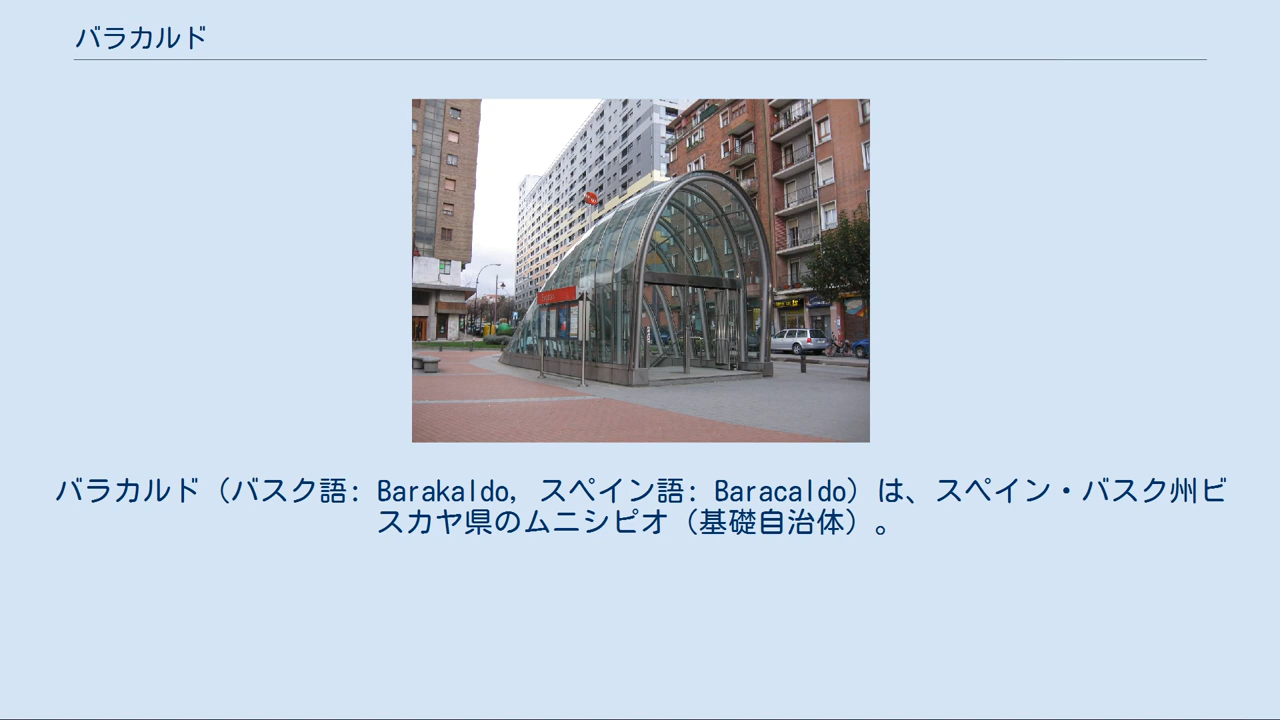 バラカルド
バラカルド（バスク語: Barakaldo, スペイン語: Baracaldo）は、スペイン・バスク州ビ
スカヤ県のムニシピオ（基礎自治体）。